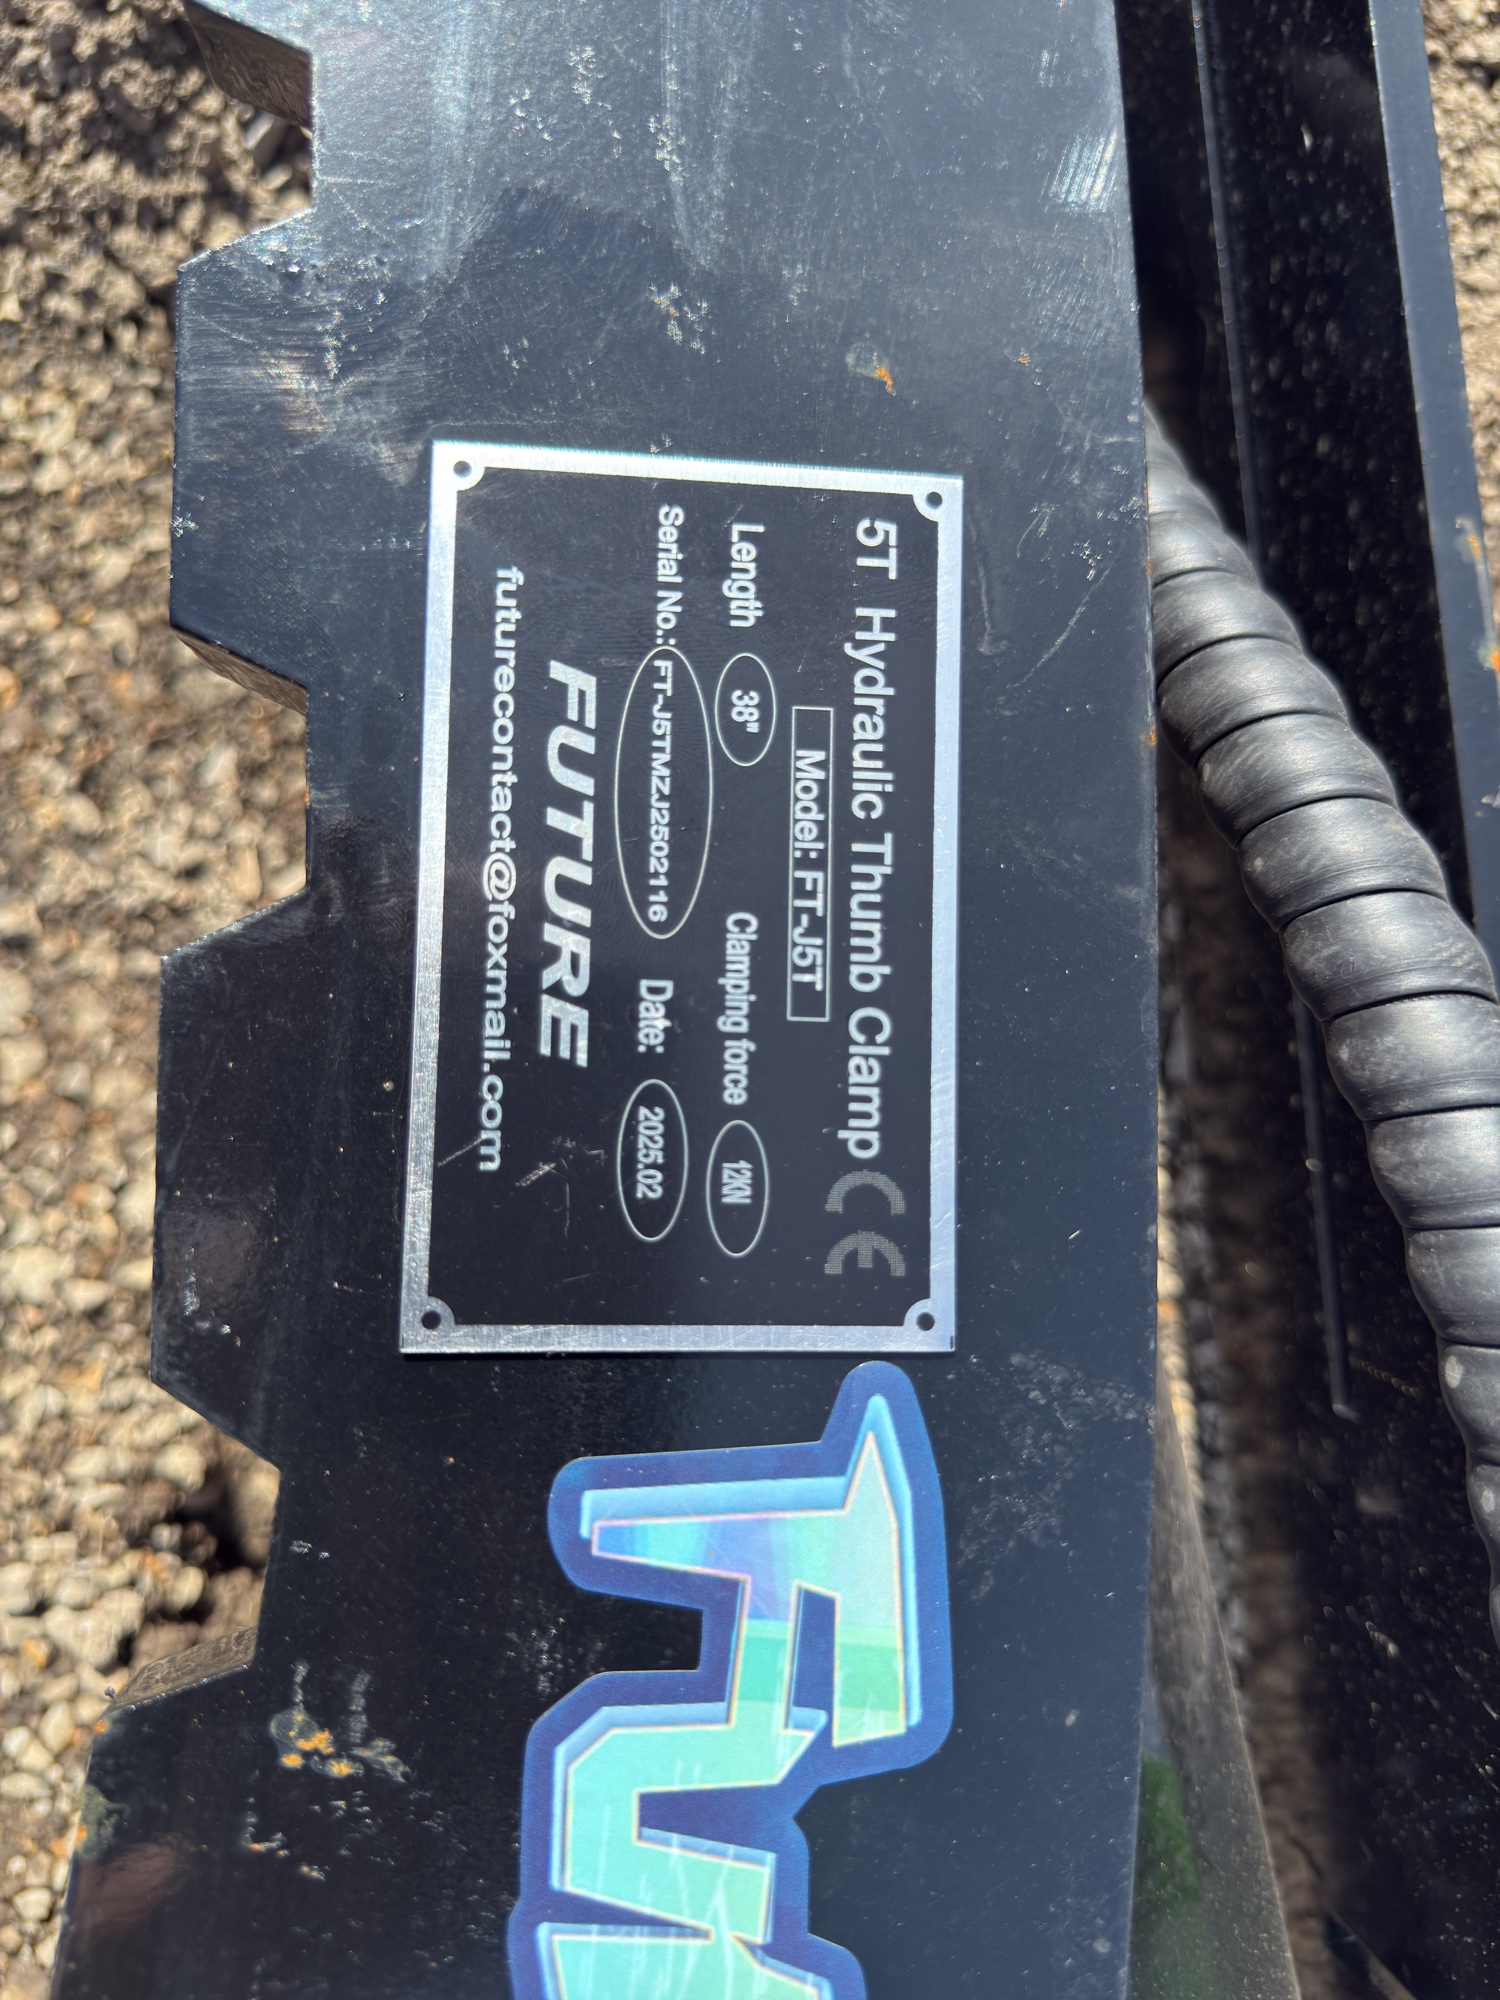 5T Hydraulic Thumb Clamp CE
Model: FT-J5T
Length 38" Clamping force 12KN
Serial No.: FT-J5TMZJ2502116 Date: 2025.02
FUTURE
futurecontact@foxmail.com
FU